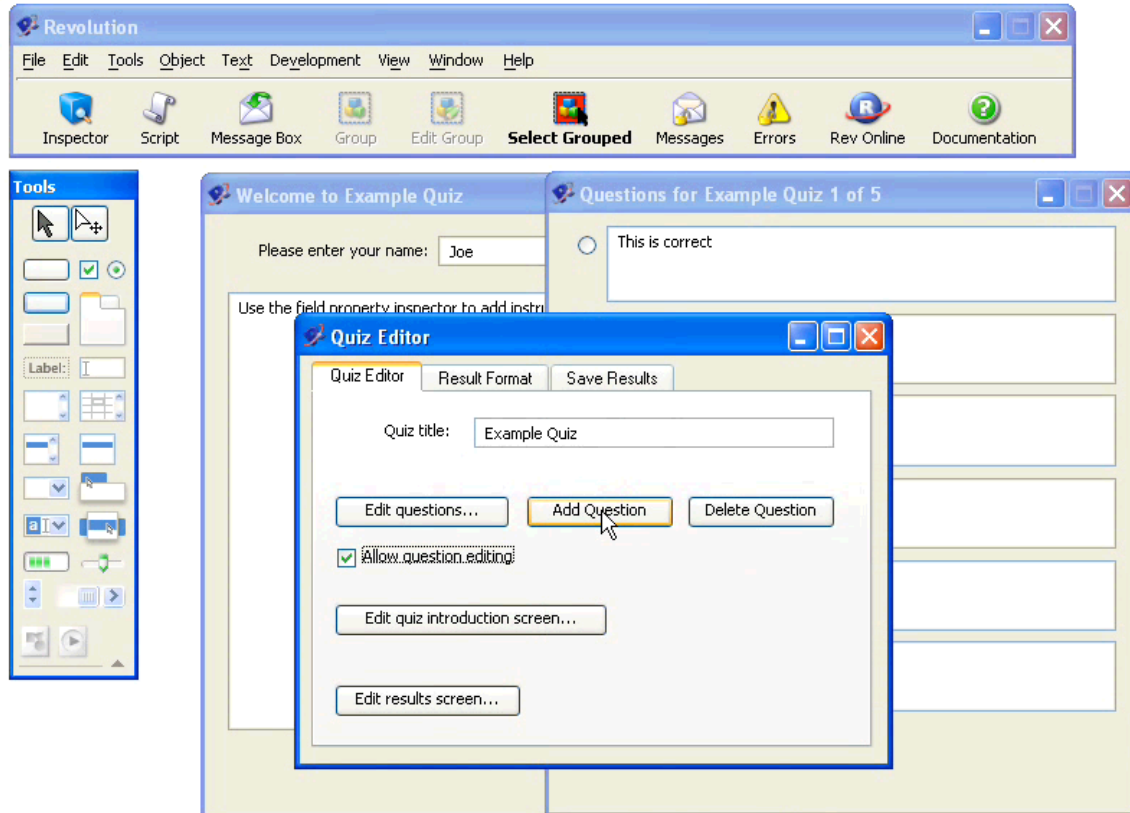 Revolution
File Edit Tools Object Text Development View Window Help
Inspector Script Message Box Group Edit Group Select Grouped Messages Errors Rev Online Documentation
Tools
Label:
Welcome to Example Quiz
Please enter your name: Joe
Use the field property inspector to add instru
Questions for Example Quiz 1 of 5
This is correct
Quiz Editor
Quiz Editor Result Format Save Results
Quiz title: Example Quiz
Edit questions... Add Question Delete Question
Allow question editing
Edit quiz introduction screen...
Edit results screen...